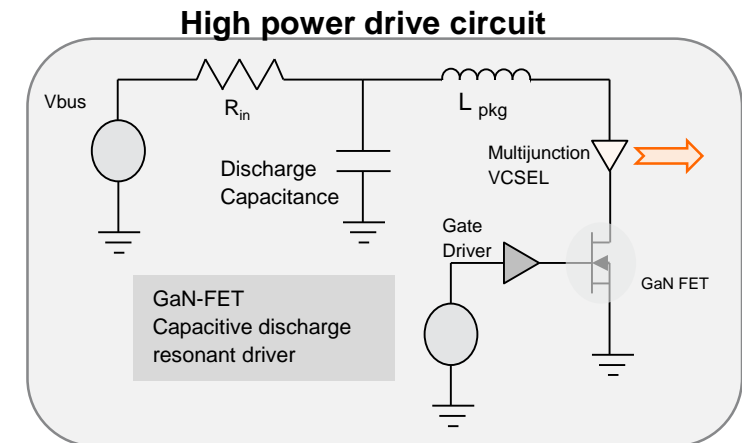 High power drive circuit
Vbus
Rin
L pkg
Discharge
Capacitance
Multijunction
VCSEL
Gate
Driver
GaN FET
GaN-FET
Capacitive discharge
resonant driver